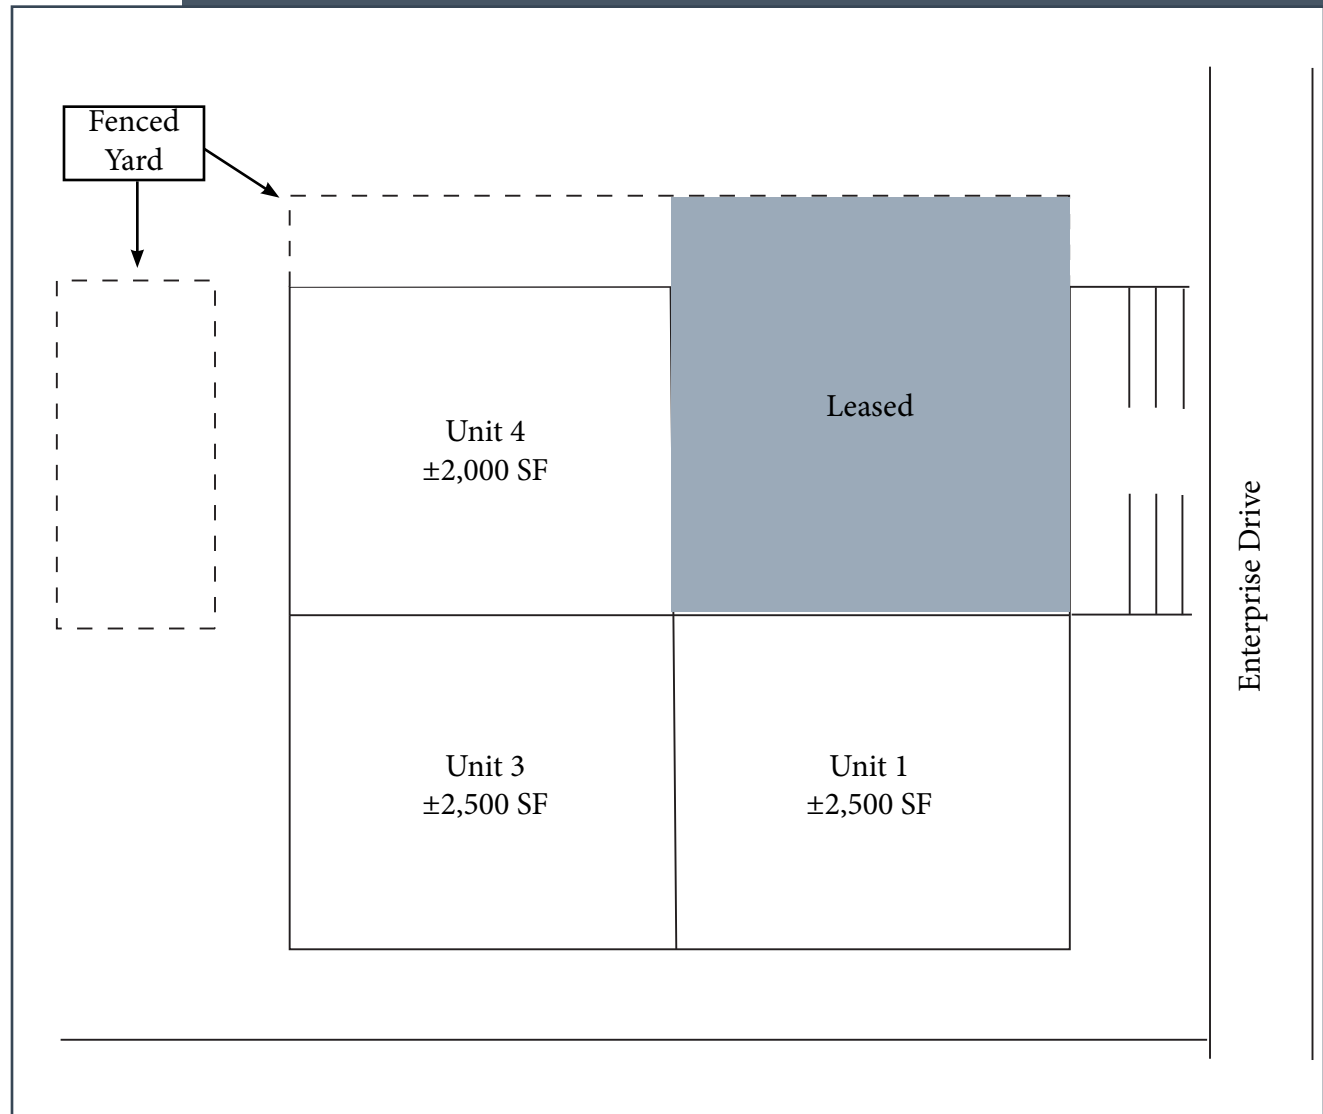 Fenced
Yard
Leased
Unit 4
±2,000 SF
Enterprise Drive
Unit 3
±2,500 SF
Unit 1
±2,500 SF